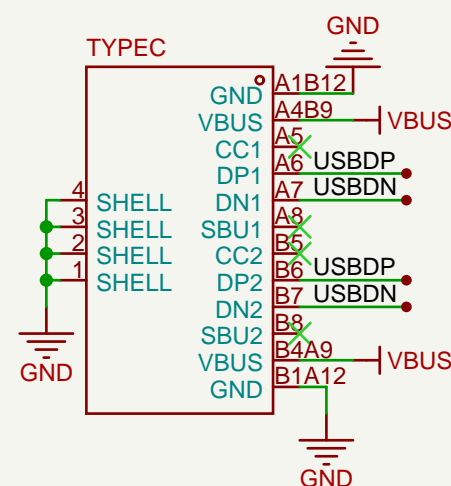 GND
TYPEC
GND A1B12
VBUS A4B9 VBUS
CC1 A5
DP1 A6 USBDP
DN1 A7 USBDN
4 SHELL
SBU1 A8
3 SHELL
CC2 B5
2 SHELL
DP2 B6 USBDP
1 SHELL
DN2 B7 USBDN
SBU2 B8
VBUS B4A9 VBUS
GND
GND B1A12
GND